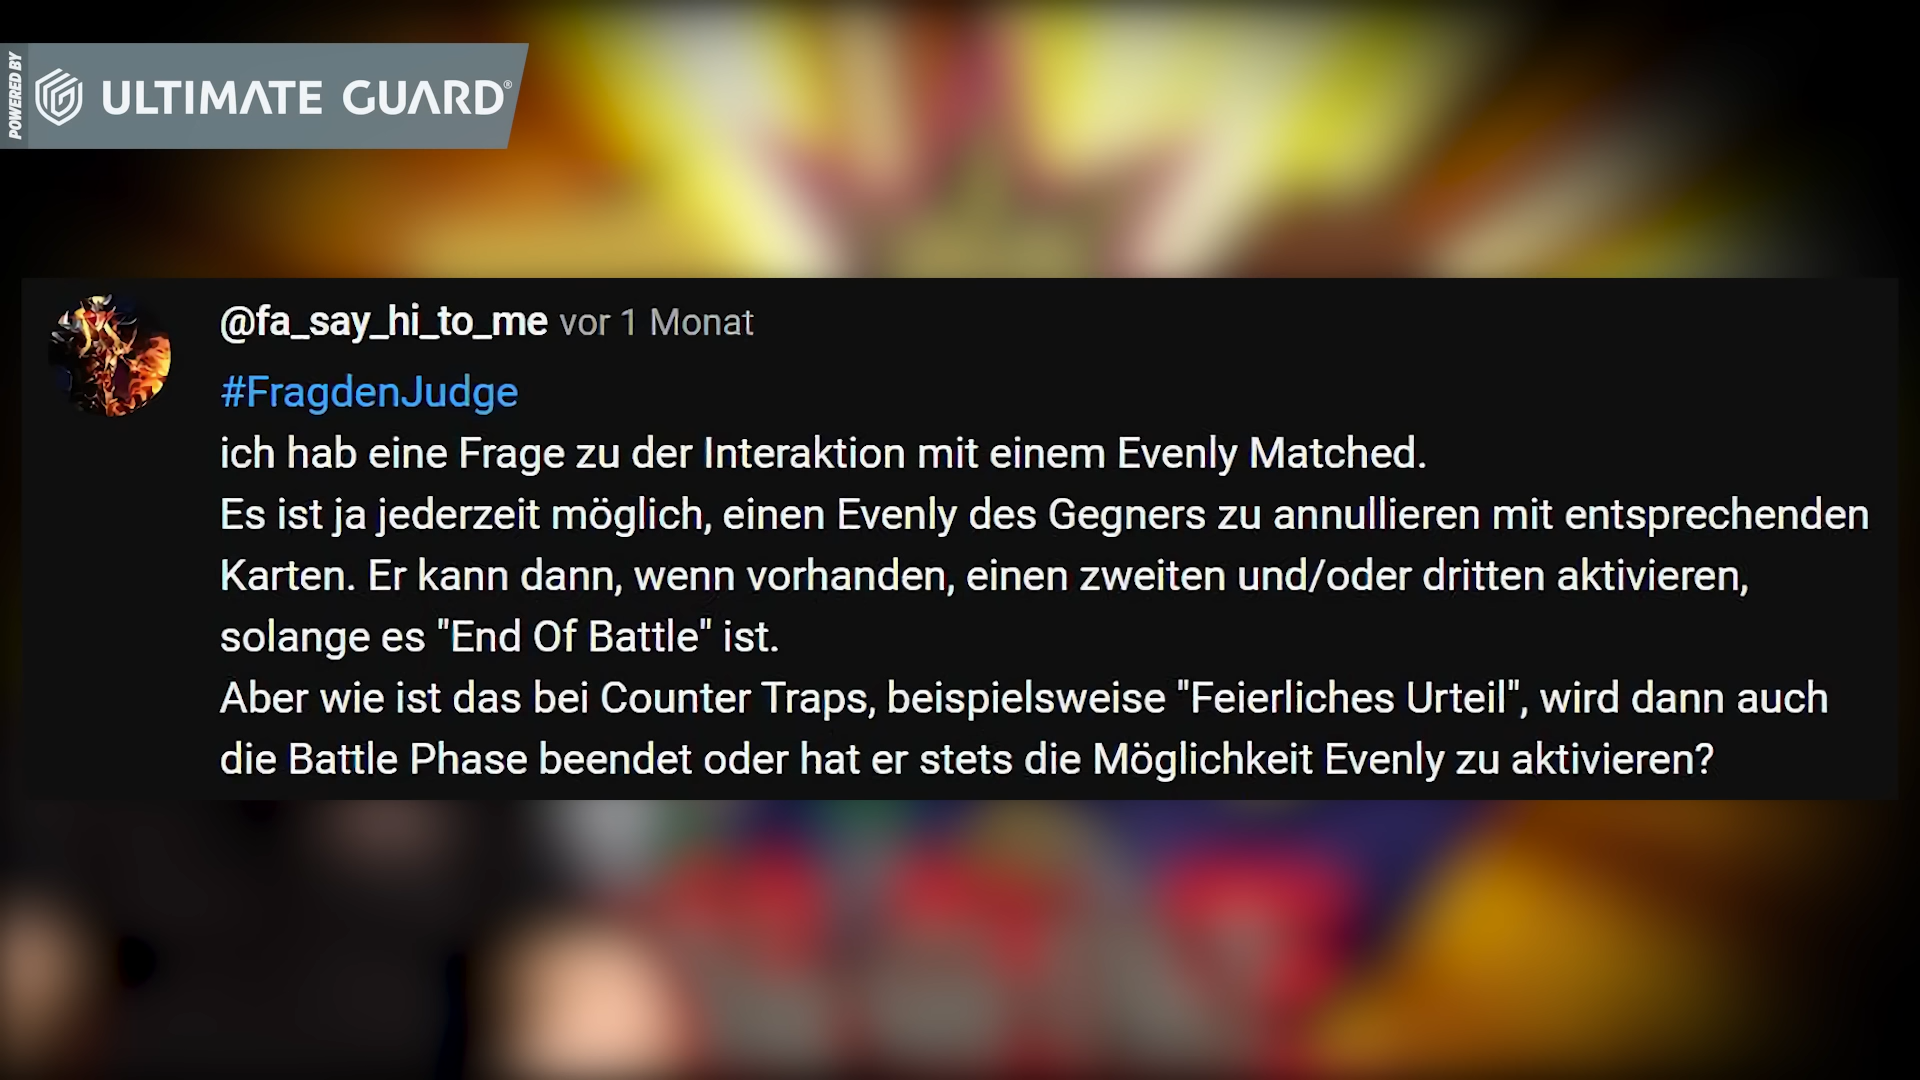 POWERED BY
ULTIMATE GUARD®
@fa_say_hi_to_me vor 1 Monat
#FragdenJudge
ich hab eine Frage zu der Interaktion mit einem Evenly Matched.
Es ist ja jederzeit möglich, einen Evenly des Gegners zu annullieren mit entsprechenden
Karten. Er kann dann, wenn vorhanden, einen zweiten und/oder dritten aktivieren,
solange es "End Of Battle" ist.
Aber wie ist das bei Counter Traps, beispielsweise "Feierliches Urteil", wird dann auch
die Battle Phase beendet oder hat er stets die Möglichkeit Evenly zu aktivieren?